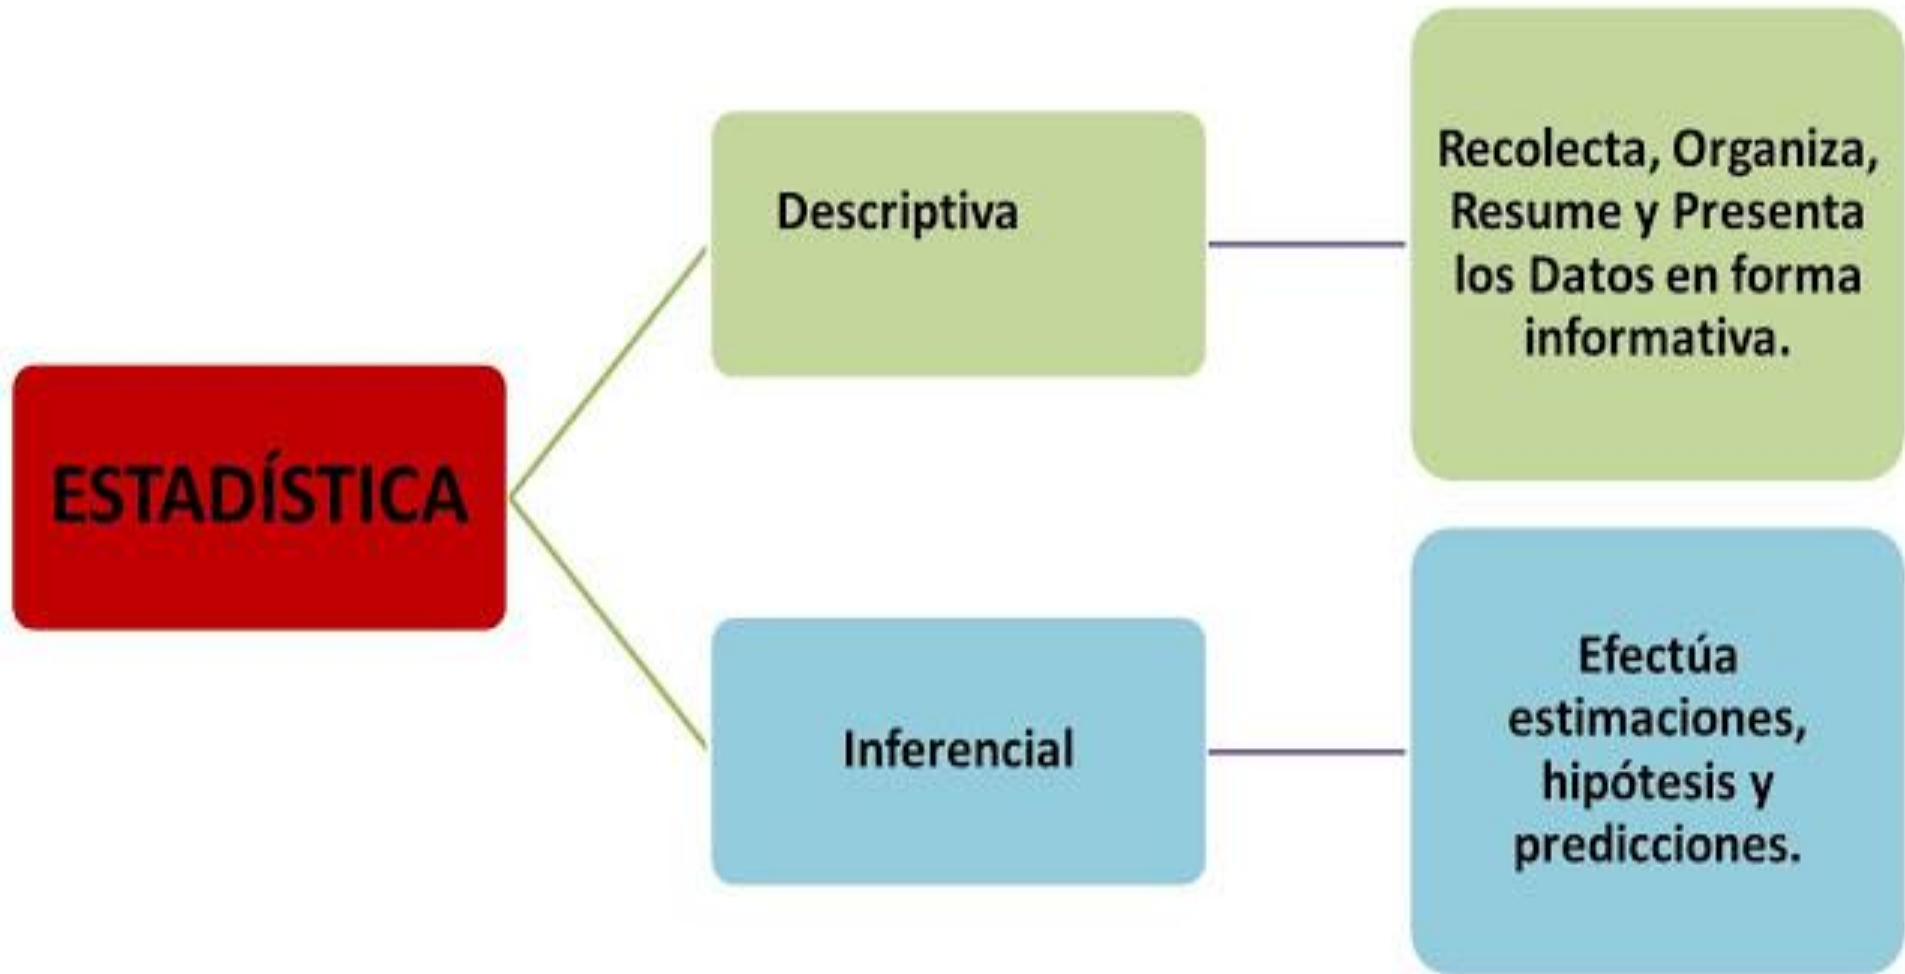 ESTADÍSTICA
Descriptiva
Recolecta, Organiza,
Resume y Presenta
los Datos en forma
informativa.
Inferencial
Efectúa
estimaciones,
hipótesis y
predicciones.